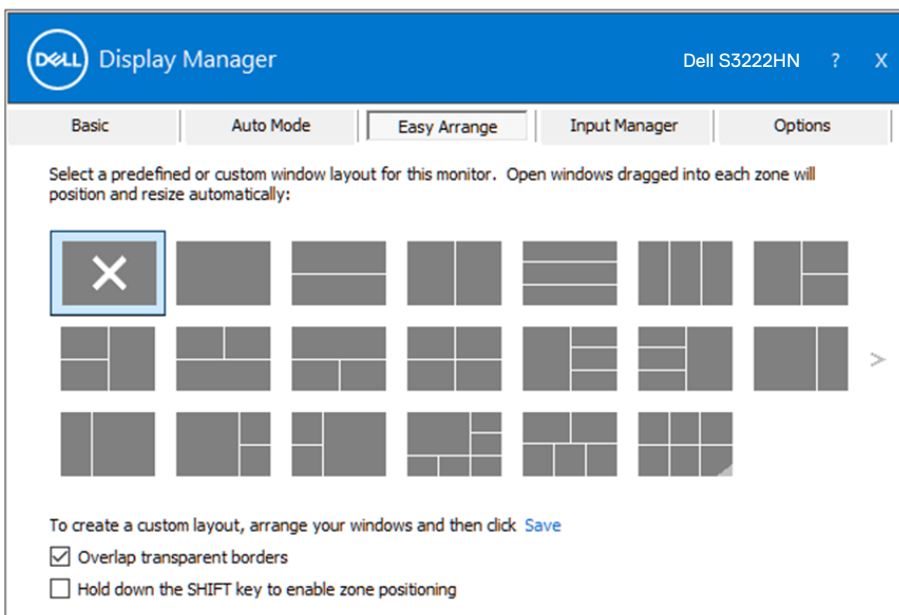 DELL Display Manager Dell S3222HN ? X
Basic Auto Mode Easy Arrange Input Manager Options
Select a predefined or custom window layout for this monitor. Open windows dragged into each zone will
position and resize automatically:
>
To create a custom layout, arrange your windows and then click Save
Overlap transparent borders
Hold down the SHIFT key to enable zone positioning